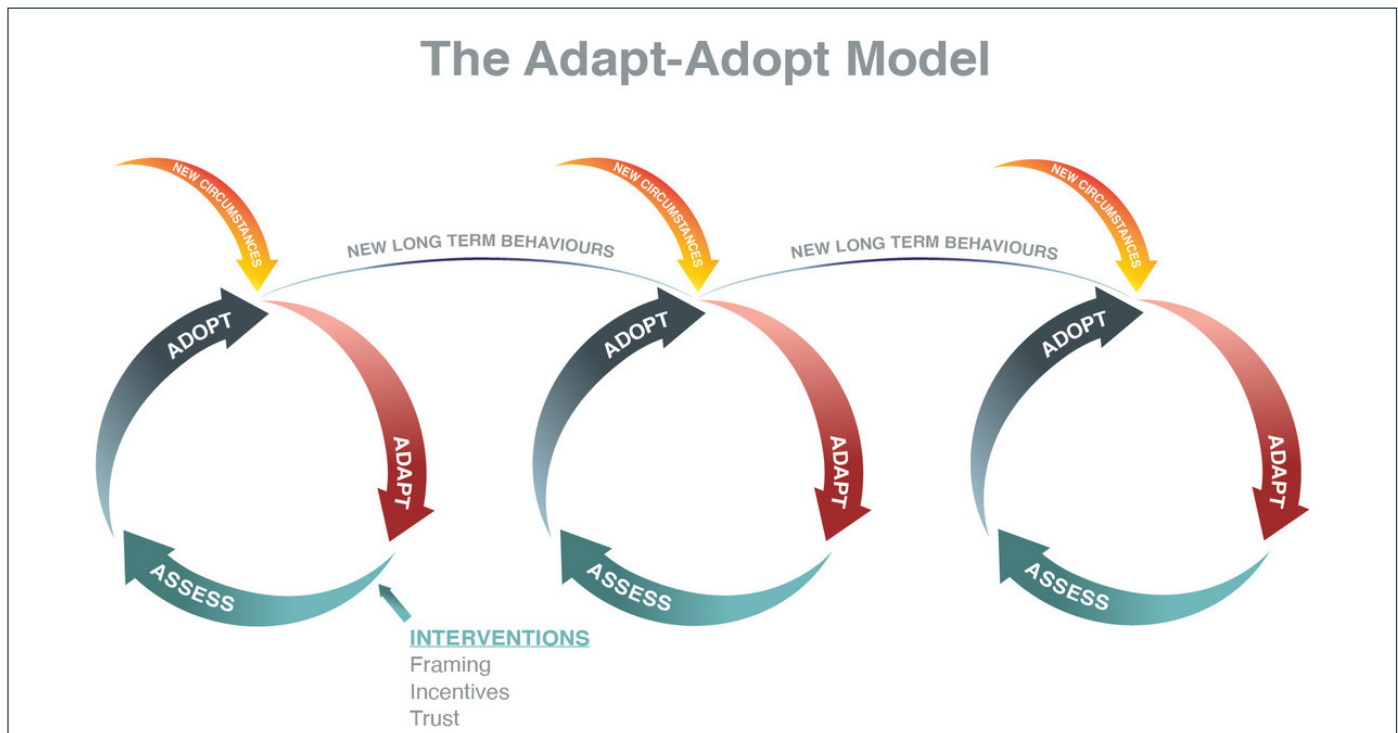 The Adapt-Adopt Model
NEW CIRCUMSTANCES
NEW CIRCUMSTANCES
NEW CIRCUMSTANCES
NEW LONG TERM BEHAVIOURS
NEW LONG TERM BEHAVIOURS
ADOPT
ADAPT
ASSESS
ADOPT
ADAPT
ASSESS
ADOPT
ADAPT
ASSESS
INTERVENTIONS
Framing
Incentives
Trust